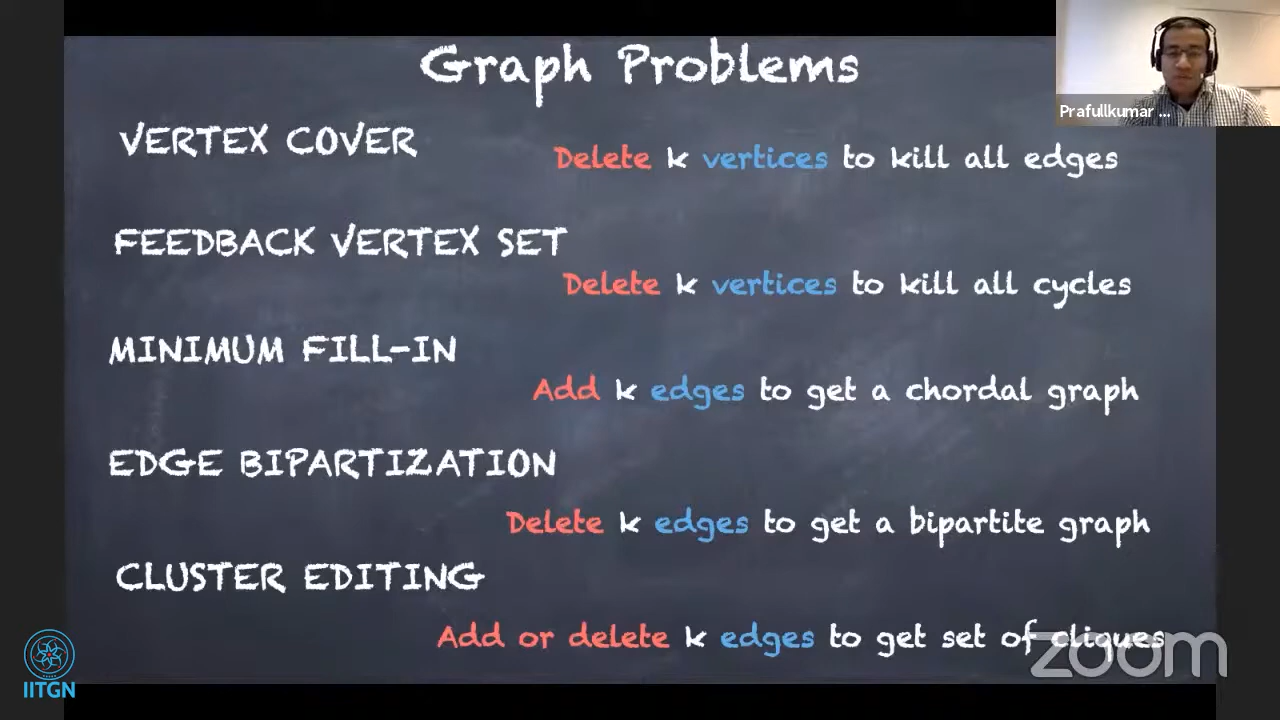 Graph Problems
Prafullkumar ...
VERTEX COVER
Delete k vertices to kill all edges
FEEDBACK VERTEX SET
Delete k vertices to kill all cycles
MINIMUM FILL-IN
Add k edges to get a chordal graph
EDGE BIPARTIZATION
Delete k edges to get a bipartite graph
CLUSTER EDITING
Add or delete k edges to get set of cliques
zoom
IITGN